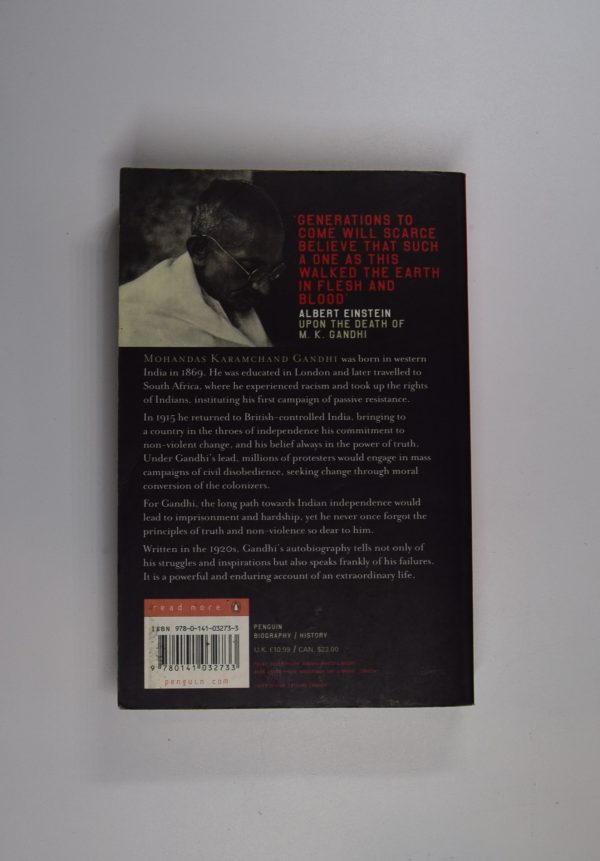 'GENERATIONS TO
COME WILL SCARCE
BELIEVE THAT SUCH
A ONE AS THIS
WALKED THE EARTH
IN FLESH AND
BLOOD'
ALBERT EINSTEIN
UPON THE DEATH OF
M. K. GANDHI
MOHANDAS KARAMCHAND GANDHI was born in western
India in 1869. He was educated in London and later travelled to
South Africa, where he experienced racism and took up the rights
of Indians, instituting his first campaign of passive resistance.
In 1915 he returned to British-controlled India, bringing to
a country in the throes of independence his commitment to
non-violent change, and his belief always in the power of truth.
Under Gandhi's lead, millions of protesters would engage in mass
campaigns of civil disobedience, seeking change through moral
conversion of the colonizers.
For Gandhi, the long path towards Indian independence would
lead to imprisonment and hardship, yet he never once forgot the
principles of truth and non-violence so dear to him.
Written in the 1920s, Gandhi's autobiography tells not only of
his struggles and inspirations but also speaks frankly of his failures.
It is a powerful and enduring account of an extraordinary life.
read more
ISBN 978-0-141-03273-3
9 780141 032733
penguin.com
PENGUIN
BIOGRAPHY / HISTORY
U.K. £10.99 / CAN. $22.00